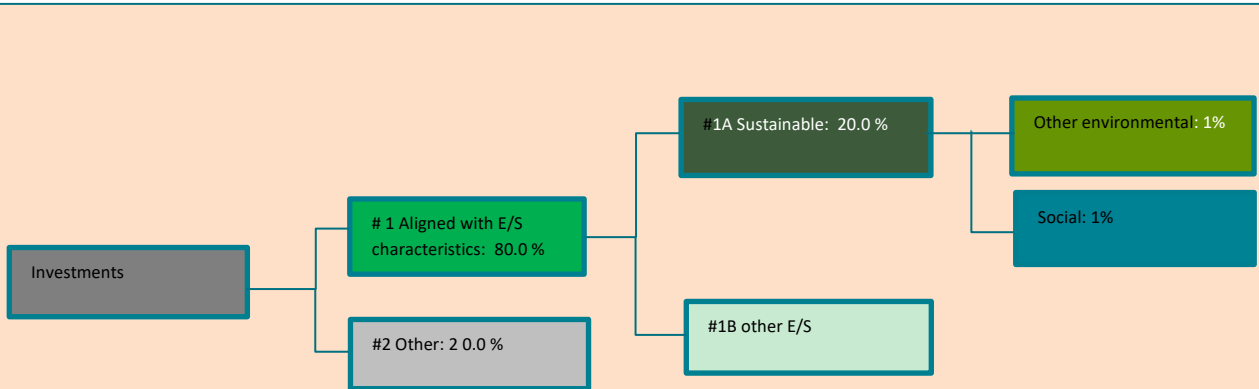 Investments
# 1 Aligned with E/S
characteristics: 80.0 %
#2 Other: 2 0.0 %
#1A Sustainable: 20.0 %
#1B other E/S
Other environmental: 1%
Social: 1%